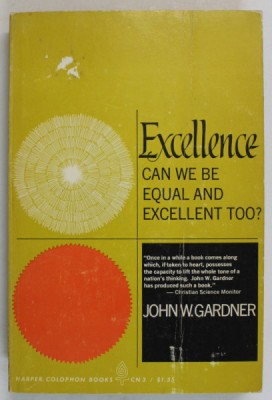 Excellence
CAN WE BE
EQUAL AND
EXCELLENT TOO?
"Once in a while a book comes along
which, if taken to heart, possesses
the capacity to lift the whole tone of a
nation's thinking. John W. Gardner
has produced such a book."
— Christian Science Monitor
JOHN W. GARDNER
HARPER COLOPHON BOOKS